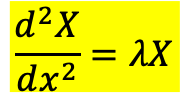 d²X/dx² = λX